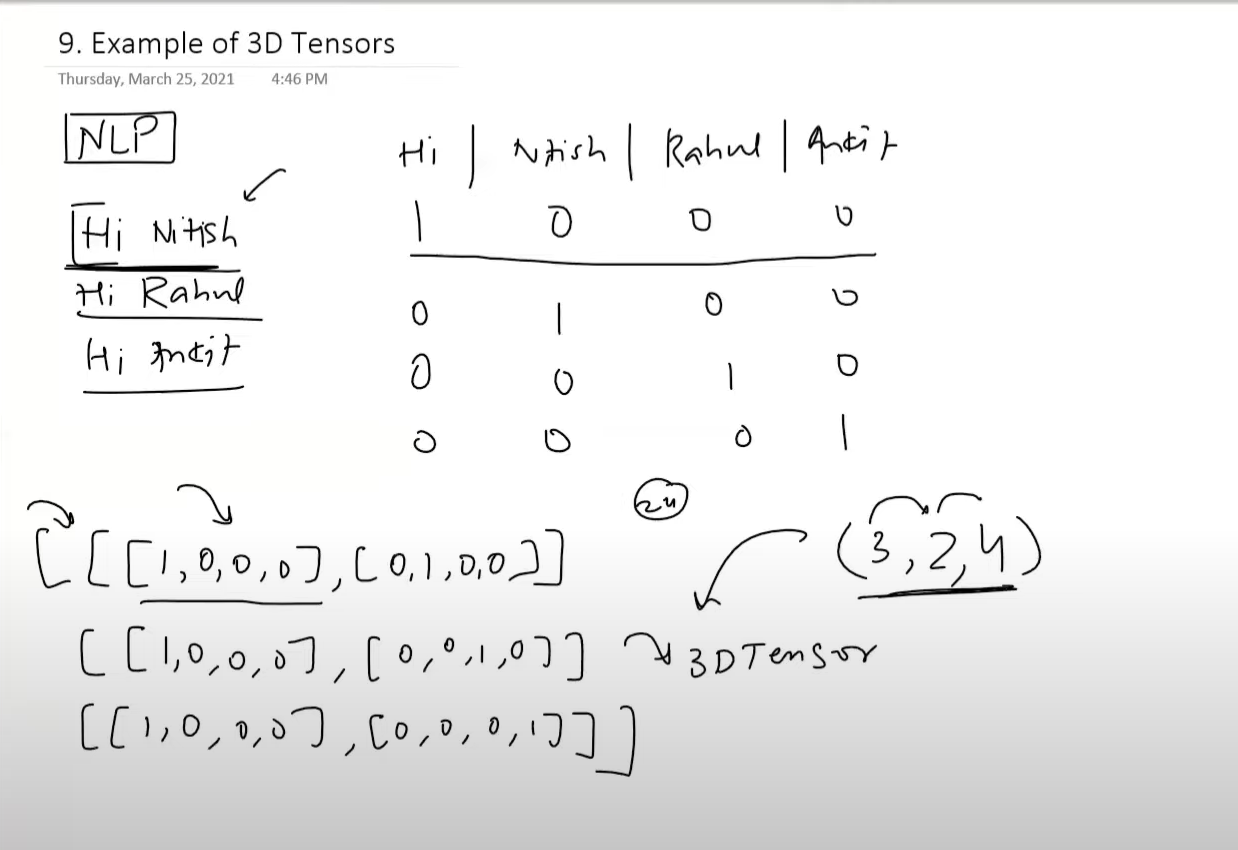 9. Example of 3D Tensors
Thursday, March 25, 2021 4:46 PM
NLP
Hi | Nitish | Rahul | Ankit
1 0 0 0
Hi Nitish
Hi Rahul
0 1 0 0
Hi Ankit
0 0 1 0
0 0 0 1
24
[[[1,0,0,0],[0,1,0,0]]
(3,2,4)
[[1,0,0,0],[0,0,1,0]] 3D Tensor
[[1,0,0,0],[0,0,0,1]]]